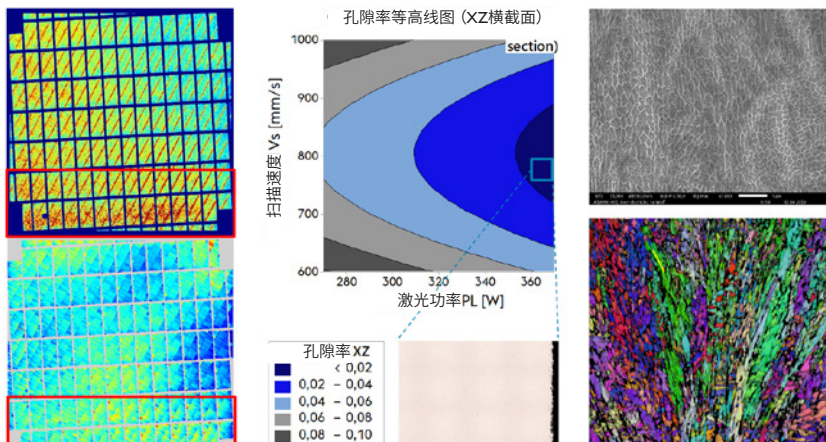 孔隙率等高线图 (XZ横截面)
section)
1000
900
800
700
600
扫描速度 Vs [mm/s]
280 300 320 340 360
激光功率PL [W]
孔隙率XZ
< 0,02
0,02 – 0,04
0,04 – 0,06
0,06 – 0,08
0,08 – 0,10